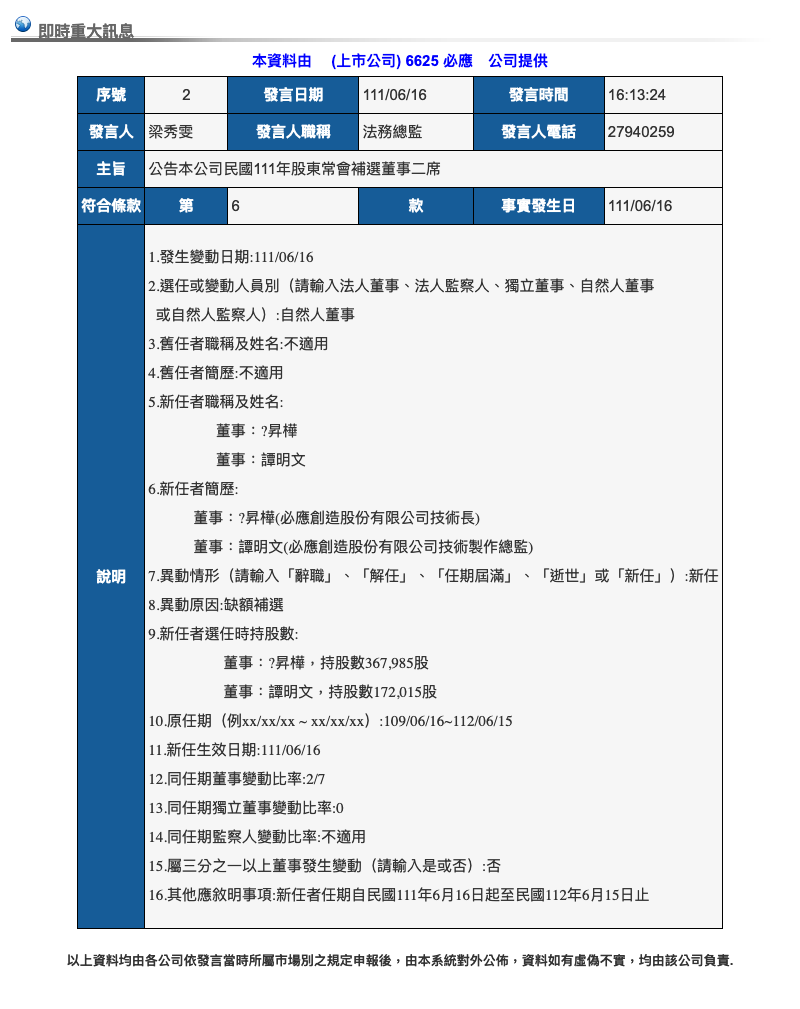 即時重大訊息
本資料由　(上市公司) 6625 必應　公司提供
序號 2 發言日期 111/06/16 發言時間 16:13:24
發言人 梁秀雯 發言人職稱 法務總監 發言人電話 27940259
主旨 公告本公司民國111年股東常會補選董事二席
符合條款 第 6 款 事實發生日 111/06/16
說明
1.發生變動日期:111/06/16
2.選任或變動人員別（請輸入法人董事、法人監察人、獨立董事、自然人董事
或自然人監察人）:自然人董事
3.舊任者職稱及姓名:不適用
4.舊任者簡歷:不適用
5.新任者職稱及姓名:
董事：?昇樺
董事：譚明文
6.新任者簡歷:
董事：?昇樺(必應創造股份有限公司技術長)
董事：譚明文(必應創造股份有限公司技術製作總監)
7.異動情形（請輸入「辭職」、「解任」、「任期屆滿」、「逝世」或「新任」）:新任
8.異動原因:缺額補選
9.新任者選任時持股數:
董事：?昇樺，持股數367,985股
董事：譚明文，持股數172,015股
10.原任期（例xx/xx/xx ~ xx/xx/xx）:109/06/16~112/06/15
11.新任生效日期:111/06/16
12.同任期董事變動比率:2/7
13.同任期獨立董事變動比率:0
14.同任期監察人變動比率:不適用
15.屬三分之一以上董事發生變動（請輸入是或否）:否
16.其他應敘明事項:新任者任期自民國111年6月16日起至民國112年6月15日止
以上資料均由各公司依發言當時所屬市場別之規定申報後，由本系統對外公佈，資料如有虛偽不實，均由該公司負責.